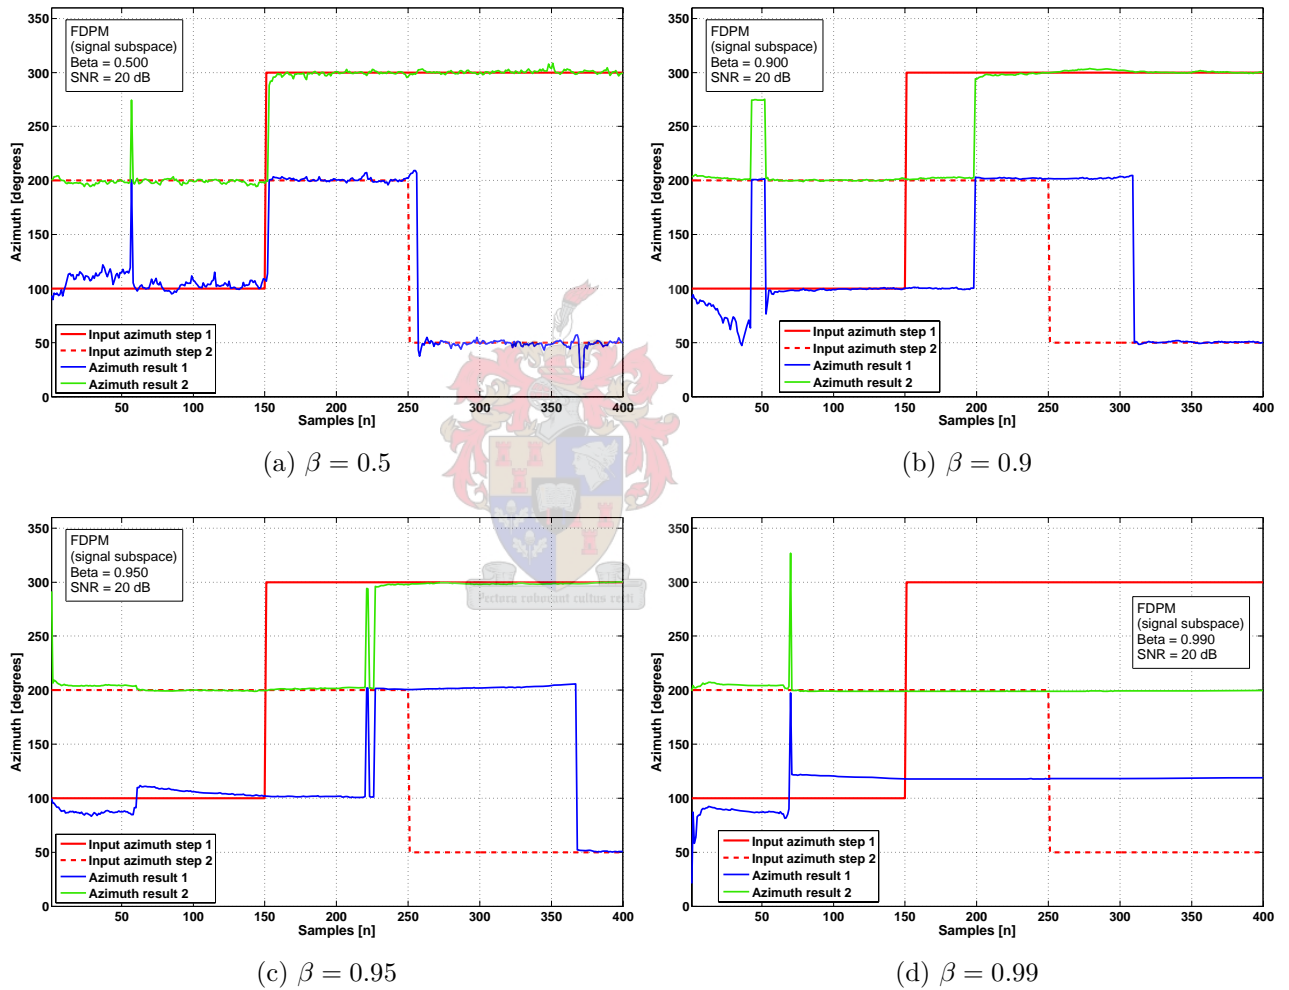 FDPM
(signal subspace)
Beta = 0.500
SNR = 20 dB
350
300
250
200
150
100
50
0
Azimuth [degrees]
Input azimuth step 1
Input azimuth step 2
Azimuth result 1
Azimuth result 2
50 100 150 200 250 300 350 400
Samples [n]
(a) β = 0.5
FDPM
(signal subspace)
Beta = 0.900
SNR = 20 dB
350
300
250
200
150
100
50
0
Azimuth [degrees]
Input azimuth step 1
Input azimuth step 2
Azimuth result 1
Azimuth result 2
50 100 150 200 250 300 350 400
Samples [n]
(b) β = 0.9
Pectora roborant cultus recti
FDPM
(signal subspace)
Beta = 0.950
SNR = 20 dB
350
300
250
200
150
100
50
0
Azimuth [degrees]
Input azimuth step 1
Input azimuth step 2
Azimuth result 1
Azimuth result 2
50 100 150 200 250 300 350 400
Samples [n]
(c) β = 0.95
FDPM
(signal subspace)
Beta = 0.990
SNR = 20 dB
350
300
250
200
150
100
50
0
Azimuth [degrees]
Input azimuth step 1
Input azimuth step 2
Azimuth result 1
Azimuth result 2
50 100 150 200 250 300 350 400
Samples [n]
(d) β = 0.99